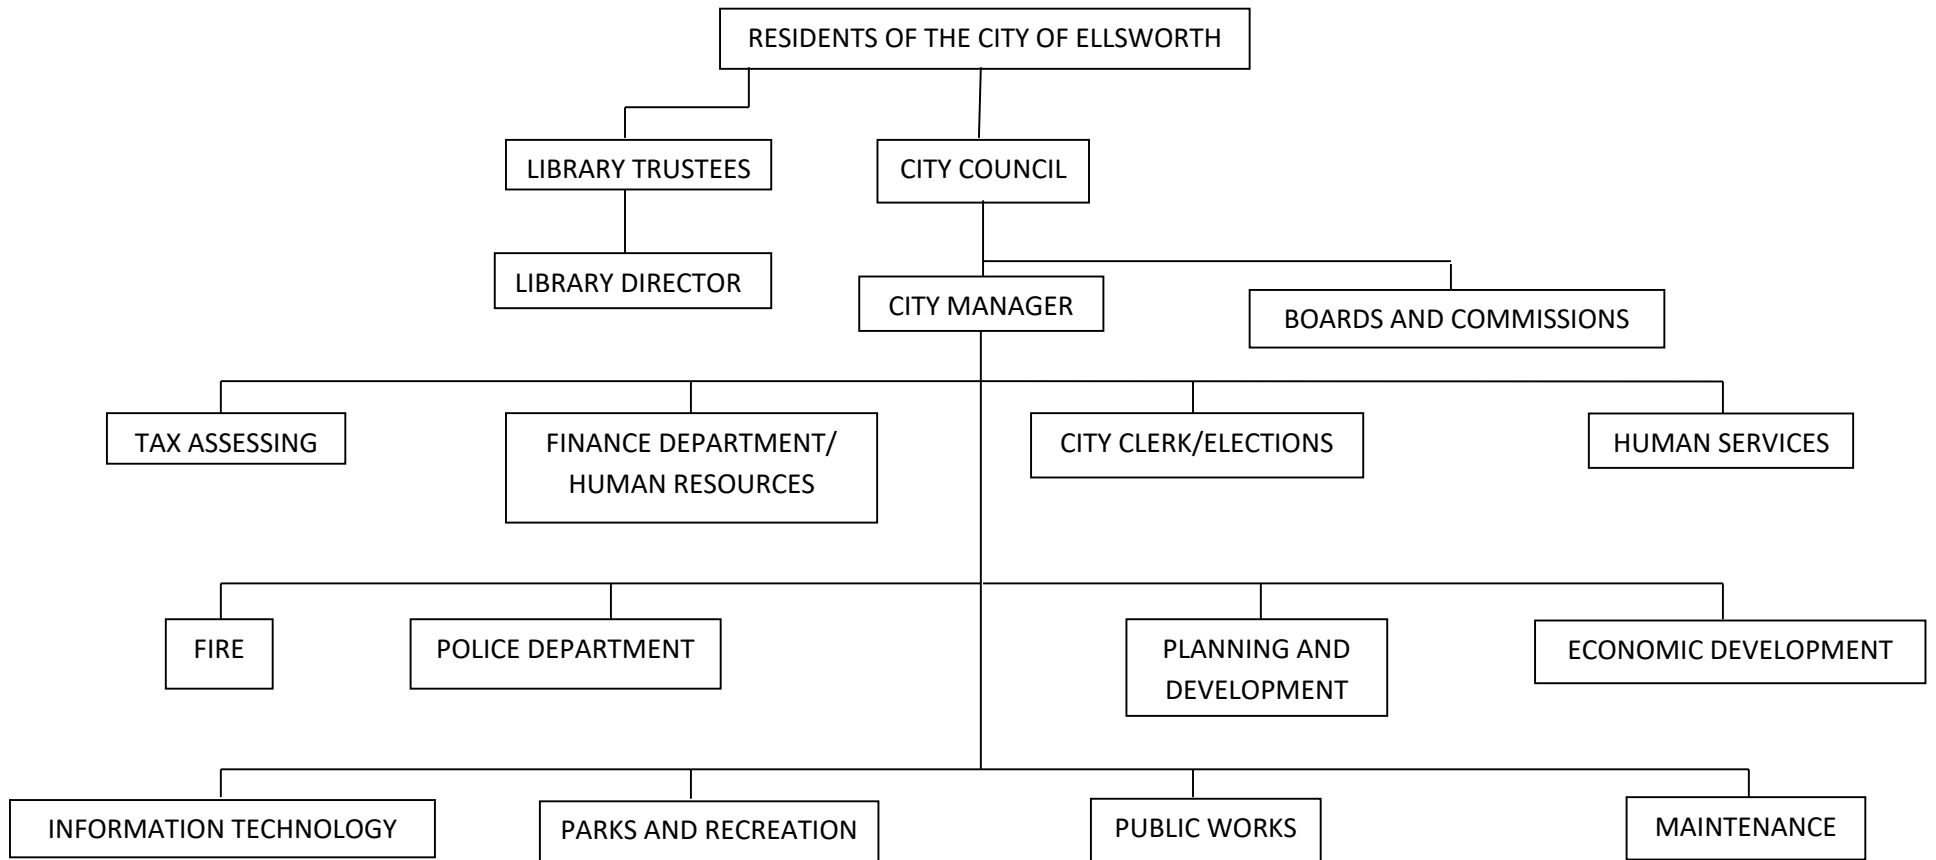 RESIDENTS OF THE CITY OF ELLSWORTH
LIBRARY TRUSTEES
CITY COUNCIL
LIBRARY DIRECTOR
CITY MANAGER
BOARDS AND COMMISSIONS
TAX ASSESSING
FINANCE DEPARTMENT/
HUMAN RESOURCES
CITY CLERK/ELECTIONS
HUMAN SERVICES
FIRE
POLICE DEPARTMENT
PLANNING AND
DEVELOPMENT
ECONOMIC DEVELOPMENT
INFORMATION TECHNOLOGY
PARKS AND RECREATION
PUBLIC WORKS
MAINTENANCE